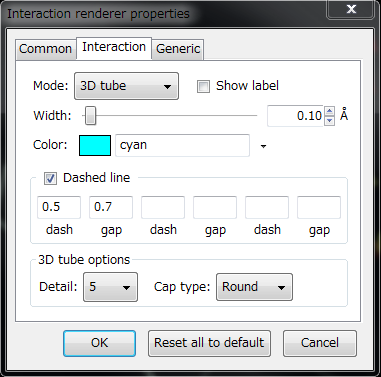 Interaction renderer properties
Common Interaction Generic
Mode: 3D tube Show label
Width: 0.10 Å
Color: cyan
Dashed line
0.5 0.7
dash gap dash gap dash gap
3D tube options
Detail: 5 Cap type: Round
OK Reset all to default Cancel